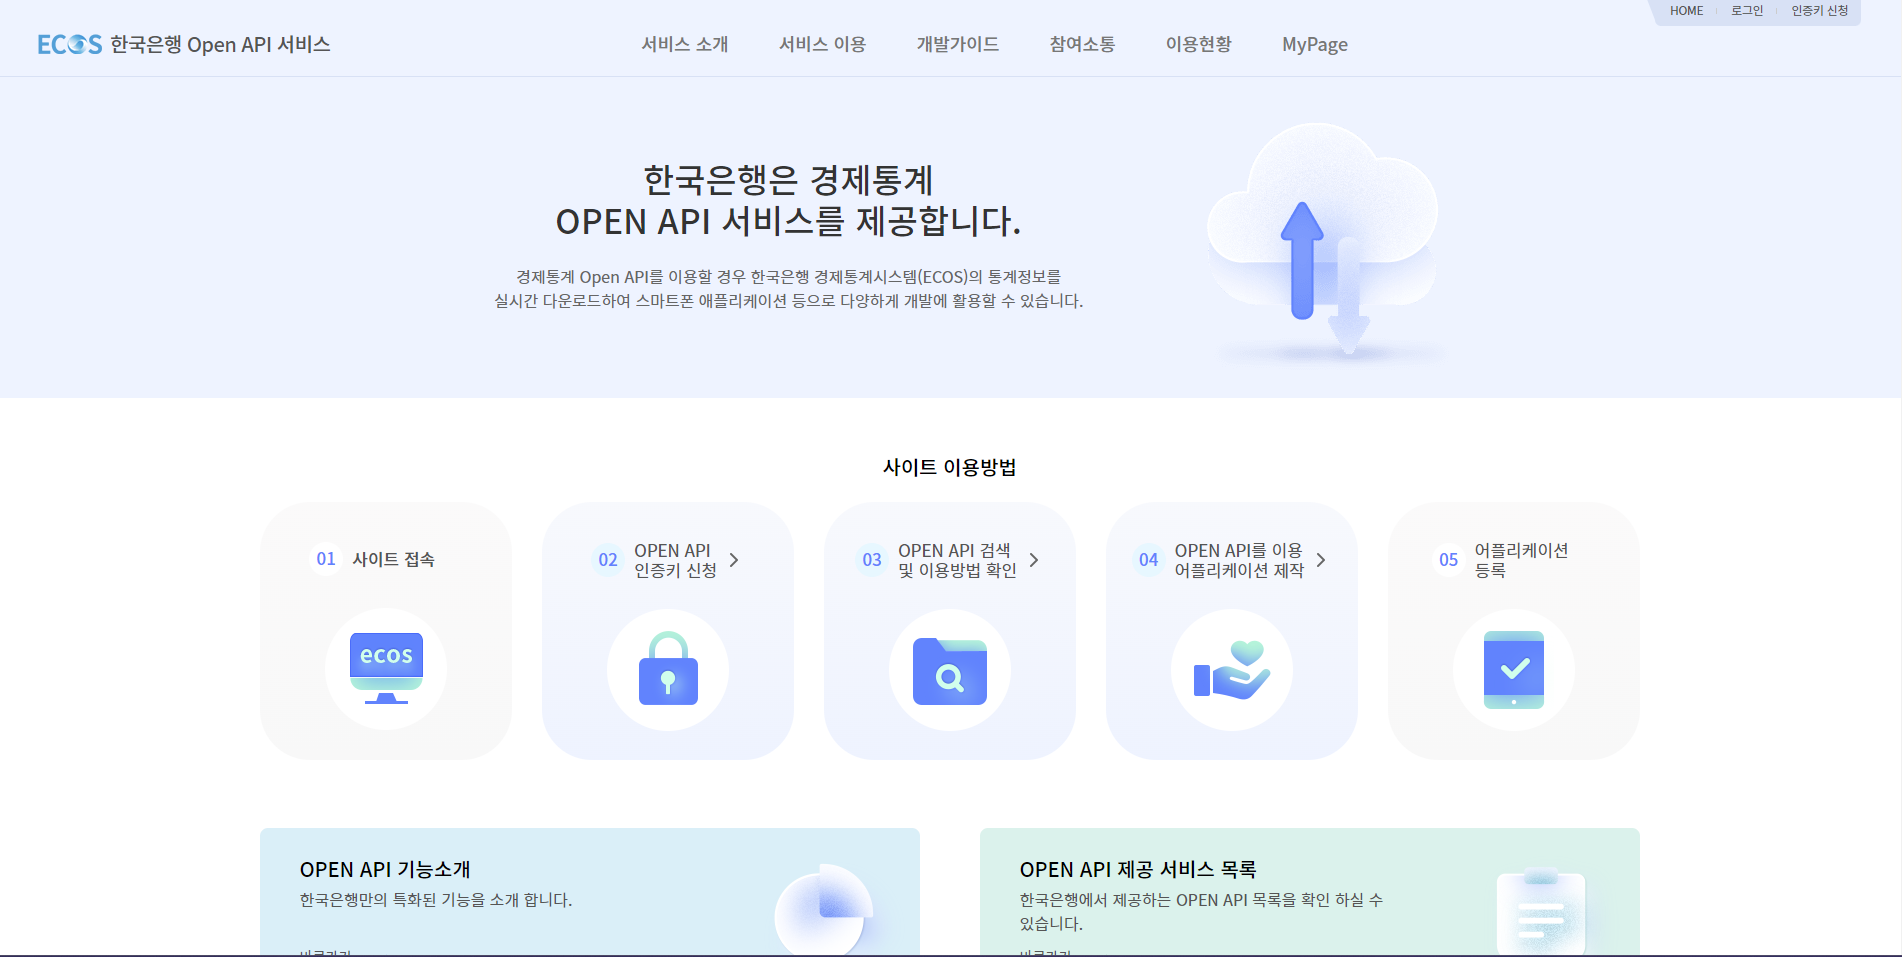 HOME 로그인 인증키 신청
ECOS 한국은행 Open API 서비스
서비스 소개 서비스 이용 개발가이드 참여소통 이용현황 MyPage
한국은행은 경제통계
OPEN API 서비스를 제공합니다.
경제통계 Open API를 이용할 경우 한국은행 경제통계시스템(ECOS)의 통계정보를
실시간 다운로드하여 스마트폰 애플리케이션 등으로 다양하게 개발에 활용할 수 있습니다.
사이트 이용방법
01 사이트 접속
ecos
02 OPEN API
인증키 신청
03 OPEN API 검색
및 이용방법 확인
04 OPEN API를 이용
어플리케이션 제작
05 어플리케이션
등록
OPEN API 기능소개
한국은행만의 특화된 기능을 소개 합니다.
OPEN API 제공 서비스 목록
한국은행에서 제공하는 OPEN API 목록을 확인 하실 수
있습니다.